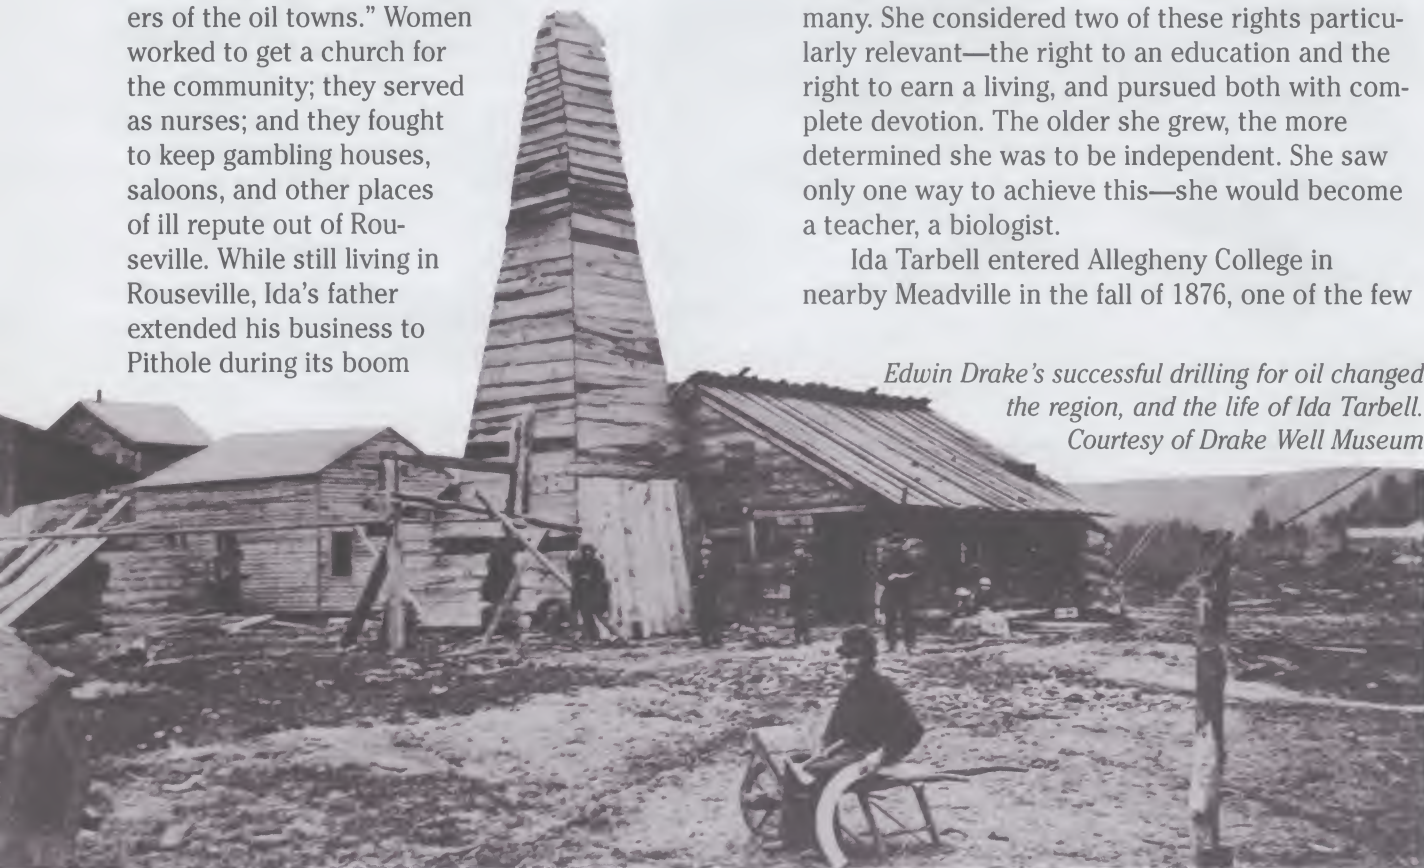 ers of the oil towns.” Women
worked to get a church for
the community; they served
as nurses; and they fought
to keep gambling houses,
saloons, and other places
of ill repute out of Rou-
seville. While still living in
Rouseville, Ida’s father
extended his business to
Pithole during its boom
many. She considered two of these rights particu-
larly relevant—the right to an education and the
right to earn a living, and pursued both with com-
plete devotion. The older she grew, the more
determined she was to be independent. She saw
only one way to achieve this—she would become
a teacher, a biologist.
Ida Tarbell entered Allegheny College in
nearby Meadville in the fall of 1876, one of the few
Edwin Drake’s successful drilling for oil changed
the region, and the life of Ida Tarbell.
Courtesy of Drake Well Museum